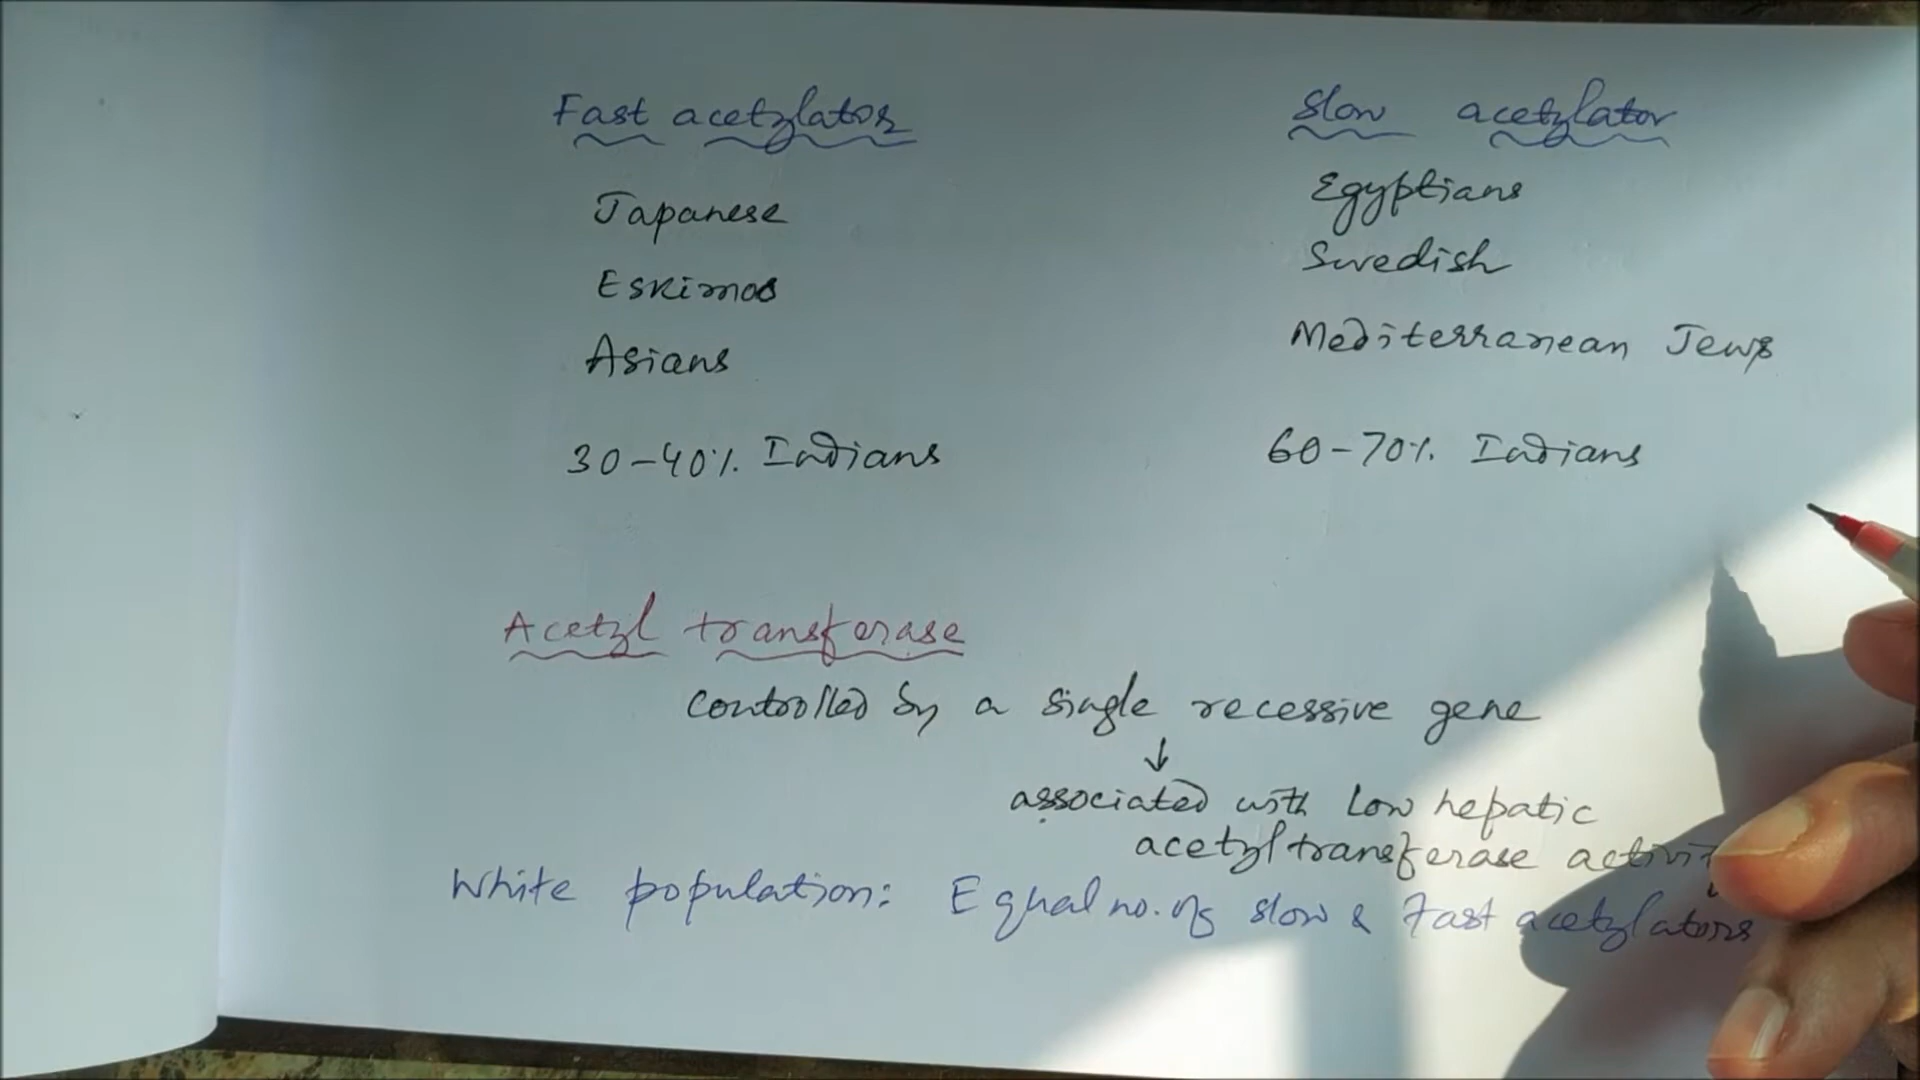 Fast acetylator
Japanese
Eskimos
Asians
30-40% Indians
Slow acetylator
Egyptians
Swedish
Mediterranean Jews
60-70% Indians
Acetyl transferase
controlled by a single recessive gene
↓
associated with low hepatic
acetyltransferase
White population: Equal no. of slow & Fast acetylators